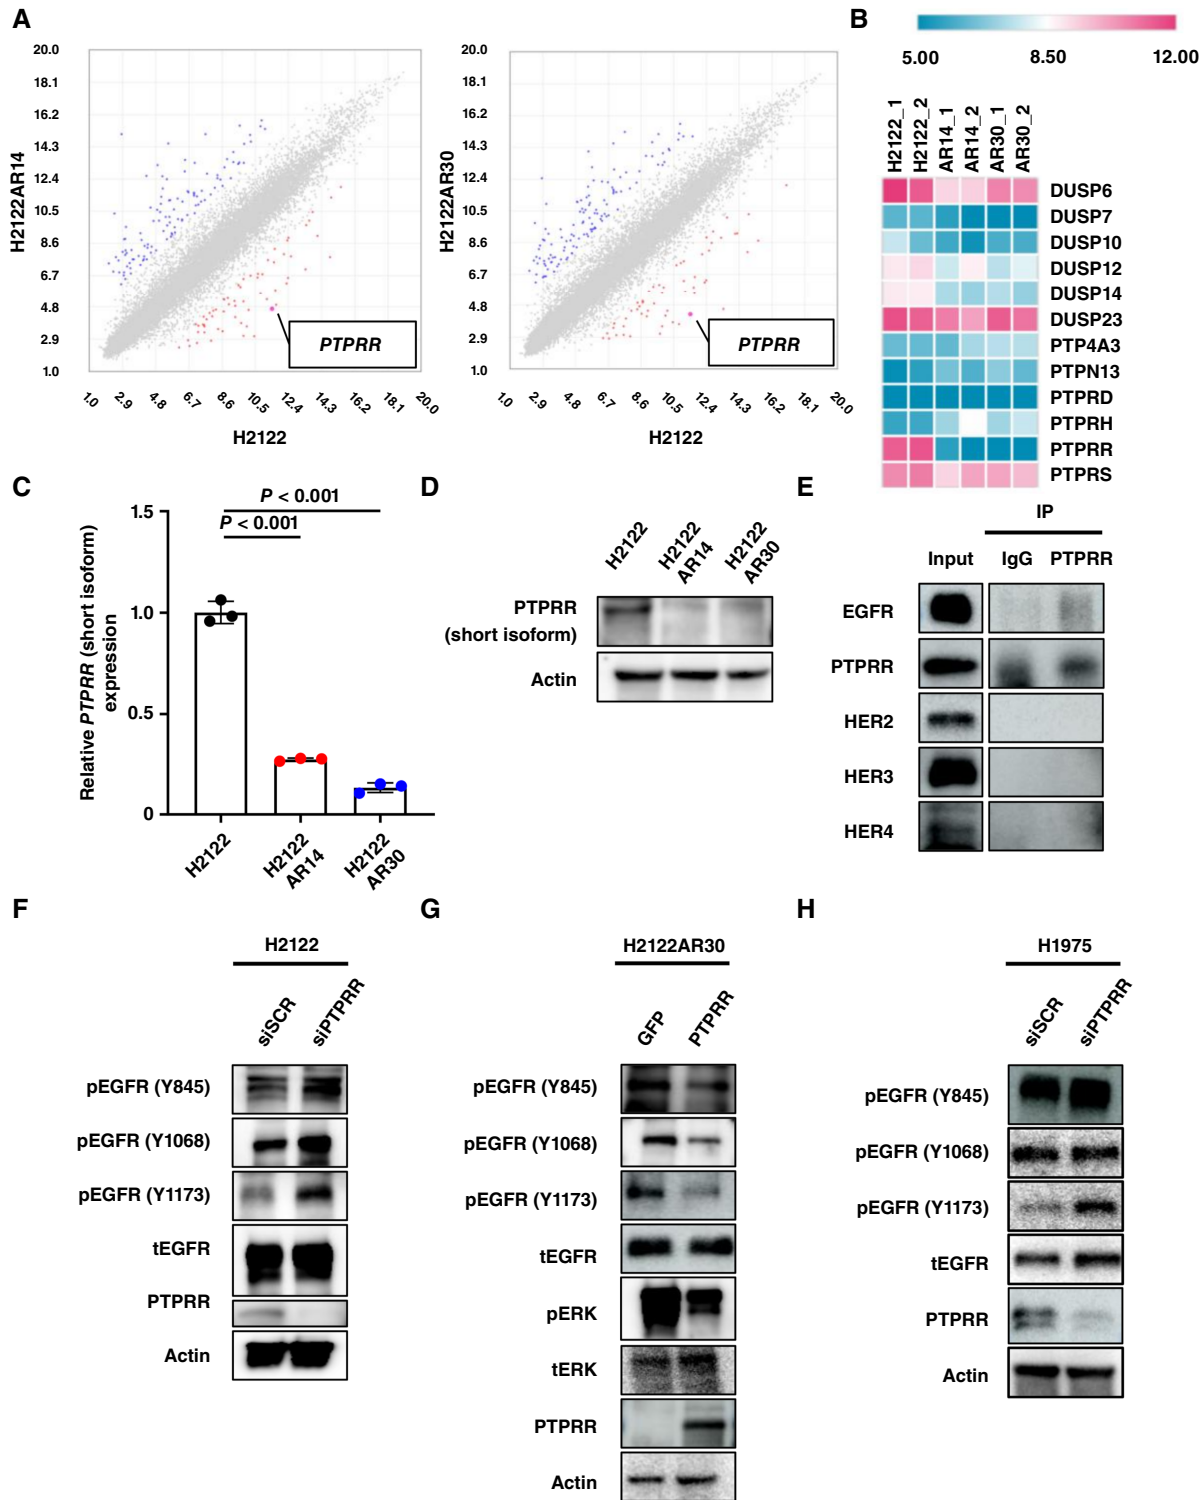 A
H2122AR14
20.0
18.1
16.2
14.3
12.4
10.5
8.6
6.7
4.8
2.9
1.0
PTPRR
1.0 2.9 4.8 6.7 8.6 10.5 12.4 14.3 16.2 18.1 20.0
H2122
H2122AR30
20.0
18.1
16.2
14.3
12.4
10.5
8.6
6.7
4.8
2.9
1.0
PTPRR
1.0 2.9 4.8 6.7 8.6 10.5 12.4 14.3 16.2 18.1 20.0
H2122
B
5.00 8.50 12.00
H2122_1 H2122_2 AR14_1 AR14_2 AR30_1 AR30_2
DUSP6
DUSP7
DUSP10
DUSP12
DUSP14
DUSP23
PTP4A3
PTPN13
PTPRD
PTPRH
PTPRR
PTPRS
C
Relative PTPRR (short isoform)
expression
1.5
1.0
0.5
0
P < 0.001
P < 0.001
H2122
H2122
AR14
H2122
AR30
D
H2122
H2122
AR14
H2122
AR30
PTPRR
(short isoform)
Actin
E
IP
Input IgG PTPRR
EGFR
PTPRR
HER2
HER3
HER4
F
H2122
siSCR siPTPRR
pEGFR (Y845)
pEGFR (Y1068)
pEGFR (Y1173)
tEGFR
PTPRR
Actin
G
H2122AR30
GFP PTPRR
pEGFR (Y845)
pEGFR (Y1068)
pEGFR (Y1173)
tEGFR
pERK
tERK
PTPRR
Actin
H
H1975
siSCR siPTPRR
pEGFR (Y845)
pEGFR (Y1068)
pEGFR (Y1173)
tEGFR
PTPRR
Actin